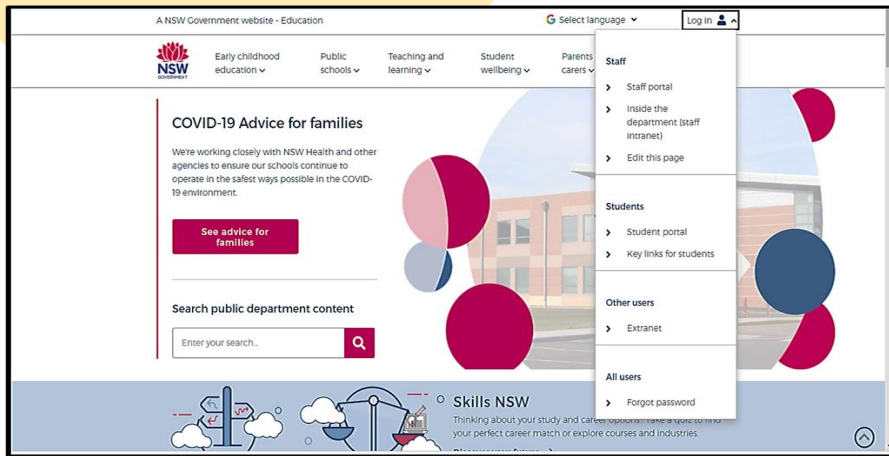 A NSW Government website - Education
Select language
Log in
NSW
GOVERNMENT
Early childhood
education
Public
schools
Teaching and
learning
Student
wellbeing
Parents
carers
Staff
Staff portal
Inside the
department (staff
intranet)
Edit this page
Students
Student portal
Key links for students
Other users
Extranet
All users
Forgot password
COVID-19 Advice for families
We're working closely with NSW Health and other
agencies to ensure our schools continue to
operate in the safest ways possible in the COVID-
19 environment.
See advice for
families
Search public department content
Enter your search...
Skills NSW
Thinking about your study and career options? Take a quiz to find
your perfect career match or explore courses and industries.